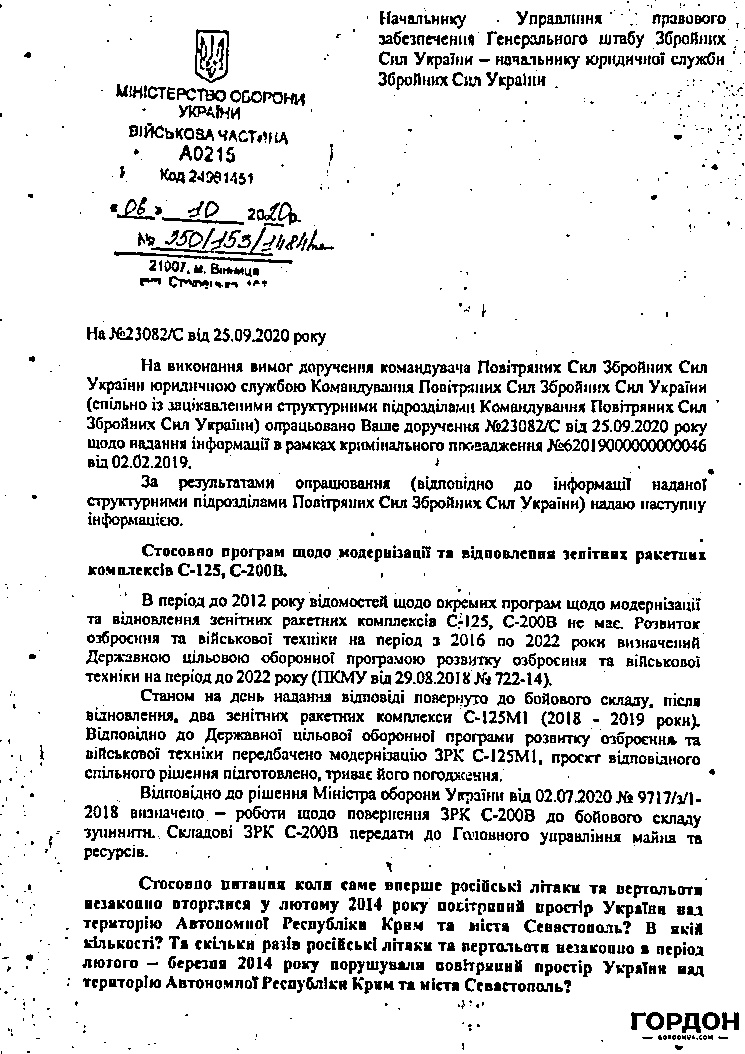 Начальнику Управління правового
забезпечення Генерального штабу Збройних
Сил України – начальнику юридичної служби
Збройних Сил України
МІНІСТЕРСТВО ОБОРОНИ
УКРАЇНИ
ВІЙСЬКОВА ЧАСТИНА
А0215
Код 24981451
«06» 10 2020р.
№ 350/153/1484/
21007, м. Вінниця
На №23082/С від 25.09.2020 року
На виконання вимог доручення командувача Повітряних Сил Збройних Сил
України юридичною службою Командування Повітряних Сил Збройних Сил України
(спільно із зацікавленими структурними підрозділами Командування Повітряних Сил
Збройних Сил України) опрацьовано Ваше доручення №23082/С від 25.09.2020 року
щодо надання інформації в рамках кримінального провадження №62019000000000046
від 02.02.2019.
За результатами опрацювання (відповідно до інформації наданої
структурними підрозділами Повітряних Сил Збройних Сил України) надаю наступну
інформацією.
Стосовно програм щодо модернізації та відновлення зенітних ракетних
комплексів С-125, С-200В.
В період до 2012 року відомостей щодо окремих програм щодо модернізації
та відновлення зенітних ракетних комплексів С-125, С-200В не має. Розвиток
озброєння та військової техніки на період з 2016 по 2022 роки визначений
Державною цільовою оборонної програмою розвитку озброєння та військової
техніки на період до 2022 року (ПКМУ від 29.08.2018 № 722-14).
Станом на день надання відповіді повернуто до бойового складу, після
відновлення, два зенітних ракетних комплекси С-125М1 (2018 - 2019 роки).
Відповідно до Державної цільової оборонної програми розвитку озброєння та
військової техніки передбачено модернізацію ЗРК С-125М1, проєкт відповідного
спільного рішення підготовлено, триває його погодження.
Відповідно до рішення Міністра оборони України від 02.07.2020 № 9717/з/1-
2018 визначено – роботи щодо повернення ЗРК С-200В до бойового складу
зупинити. Складові ЗРК С-200В передати до Головного управління майна та
ресурсів.
Стосовно питання коли саме вперше російські літаки та вертольоти
незаконно вторглися у лютому 2014 року повітряний простір України над
територію Автономної Республіки Крим та міста Севастополь? В якій
кількості? Та скільки разів російські літаки та вертольоти незаконно в період
лютого – березня 2014 року порушували повітряний простір України над
територію Автономної Республіки Крим та міста Севастополь?
ГОРДОН
GORDONUA.COM